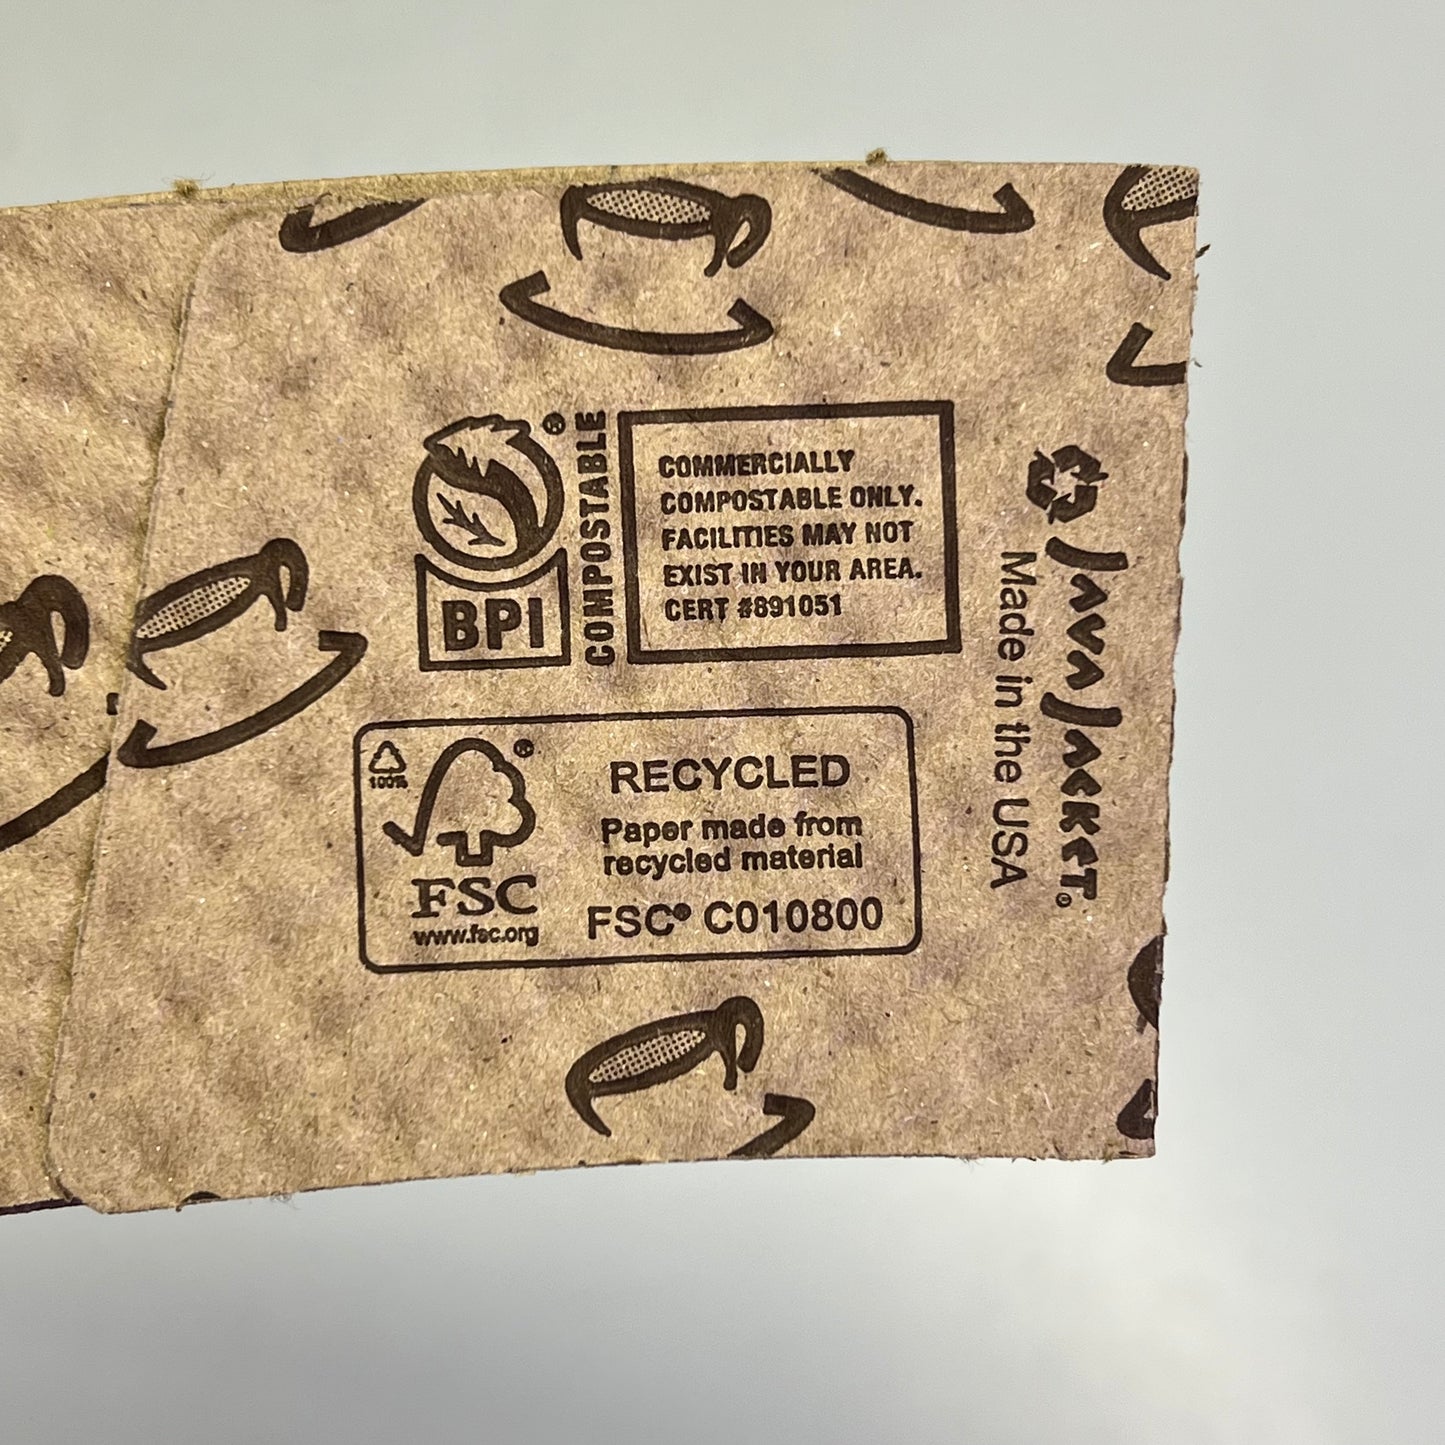 BPI®
COMPOSTABLE
COMMERCIALLY
COMPOSTABLE ONLY.
FACILITIES MAY NOT
EXIST IN YOUR AREA.
CERT #891051
100%
®
FSC
www.fsc.org
RECYCLED
Paper made from
recycled material
FSC® C010800
JAVA JACKET®
Made in the USA